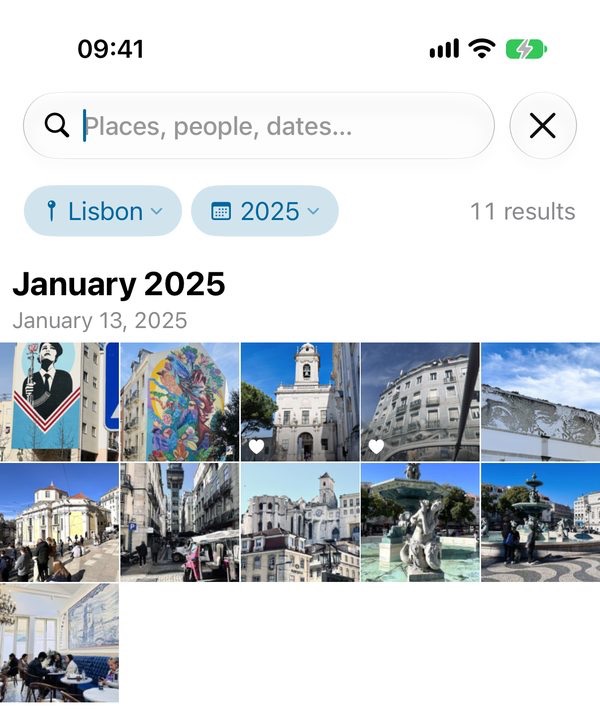 09:41
Places, people, dates...
Lisbon
2025
11 results
January 2025
January 13, 2025